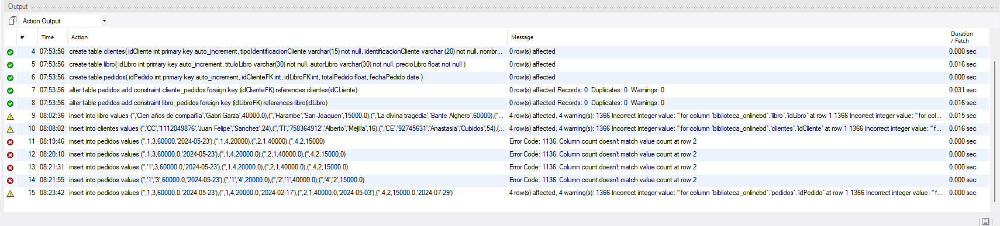 Output
Action Output
# Time Action Message Duration / Fetch
4 07:53:56 create table clientes( idCliente int primary key auto_increment, tipoIdentificacionCliente varchar(15) not null, identificacionCliente varchar (20) not null, nombr... 0 row(s) affected 0.000 sec
5 07:53:56 create table libro( idLibro int primary key auto_increment, tituloLibro varchar(30) not null, autorLibro varchar(30) not null, precioLibro float not null ) 0 row(s) affected 0.016 sec
6 07:53:56 create table pedidos( idPedido int primary key auto_increment, idClienteFK int, idLibroFK int, totalPedido float, fechaPedido date ) 0 row(s) affected 0.000 sec
7 07:53:56 alter table pedidos add constraint cliente_pedidos foreign key (idClienteFK) references clientes(idCLiente) 0 row(s) affected Records: 0 Duplicates: 0 Warnings: 0 0.031 sec
8 07:53:56 alter table pedidos add constraint libro_pedidos foreign key (idLibroFK) references libro(idLibro) 0 row(s) affected Records: 0 Duplicates: 0 Warnings: 0 0.016 sec
9 08:02:36 insert into libro values ('','Cien años de compañia','Gabri Garza',40000.0),('','Harambe','San Joaquen',15000.0),('','La divina tragedia','Bante Alghero',60000),(''... 4 row(s) affected, 4 warning(s): 1366 Incorrect integer value: '' for column `biblioteca_onlinebd`.`libro`.`idLibro` at row 1 1366 Incorrect integer value: '' for col... 0.015 sec
10 08:08:02 insert into clientes values ('','CC','1112049876','Juan Felipe','Sanchez',24),('','TI','758364912','Alberto','Mejilla',16),('','CE','92745631','Anastasia','Cubidos',54),(... 4 row(s) affected, 4 warning(s): 1366 Incorrect integer value: '' for column `biblioteca_onlinebd`.`clientes`.`idCliente` at row 1 1366 Incorrect integer value: '' f... 0.016 sec
11 08:19:46 insert into pedidos values ('',1,3,60000,'2024-05-23'),('',1,4,20000),('',2,1,40000),('',4,2,15000) Error Code: 1136. Column count doesn't match value count at row 2 0.000 sec
12 08:20:10 insert into pedidos values ('',1,3,60000.0,'2024-05-23'),('',1,4,20000.0),('',2,1,40000.0),('',4,2,15000.0) Error Code: 1136. Column count doesn't match value count at row 2 0.000 sec
13 08:21:31 insert into pedidos values ('','1',3,60000.0,'2024-05-23'),('',1,4,20000.0),('',2,1,40000.0),('',4,2,15000.0) Error Code: 1136. Column count doesn't match value count at row 2 0.000 sec
14 08:21:55 insert into pedidos values ('','1','3',60000.0,'2024-05-23'),('','1','4',20000.0),('','2','1',40000.0),('','4','2',15000.0) Error Code: 1136. Column count doesn't match value count at row 2 0.000 sec
15 08:23:42 insert into pedidos values ('',1,3,60000.0,'2024-05-23'),('',1,4,20000.0,'2024-02-17'),('',2,1,40000.0,'2024-05-03'),('',4,2,15000.0,'2024-07-29') 4 row(s) affected, 4 warning(s): 1366 Incorrect integer value: '' for column `biblioteca_onlinebd`.`pedidos`.`idPedido` at row 1 1366 Incorrect integer value: '' f... 0.000 sec